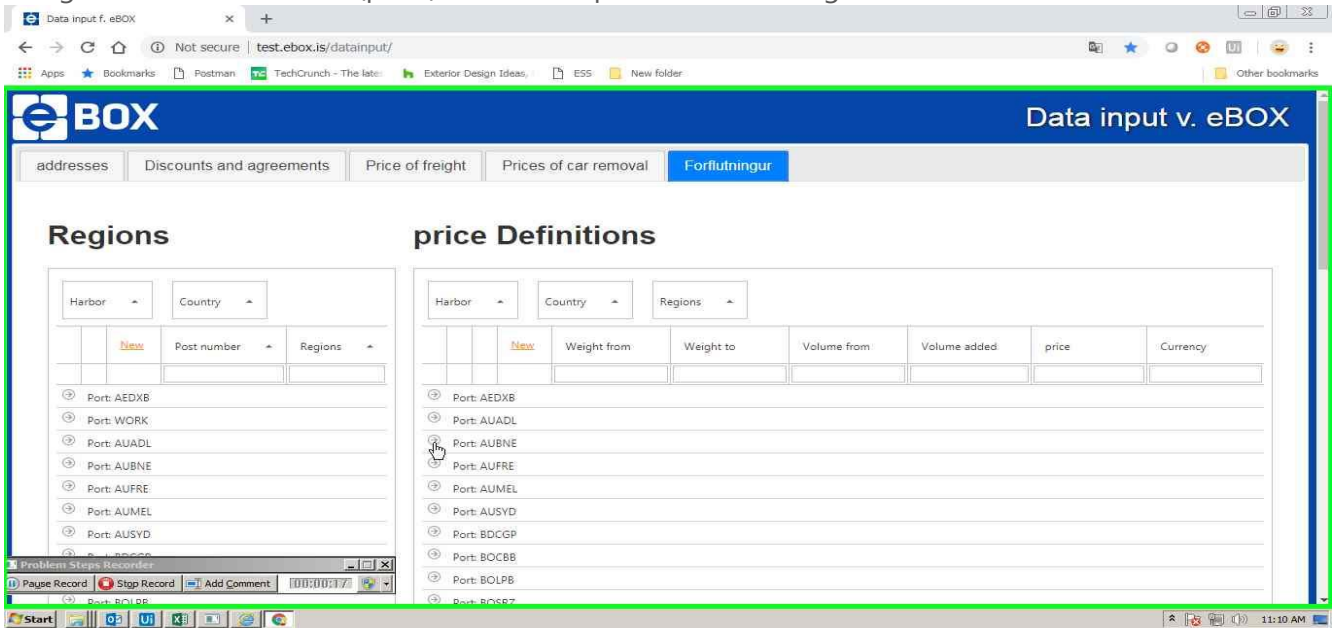 Data input f. eBOX
Not secure | test.ebox.is/datainput/
Apps Bookmarks Postman TechCrunch - The late Exterior Design Ideas, ESS New folder Other bookmarks
e BOX
Data input v. eBOX
addresses Discounts and agreements Price of freight Prices of car removal Forflutningur
Regions
price Definitions
Harbor Country
Harbor Country Regions
New Post number Regions
New Weight from Weight to Volume from Volume added price Currency
Port: AEDXB
Port: WORK
Port: AUADL
Port: AUBNE
Port: AUFRE
Port: AUMEL
Port: AUSYD
Port: AEDXB
Port: AUADL
Port: AUBNE
Port: AUFRE
Port: AUMEL
Port: AUSYD
Port: BDCGP
Port: BOCBB
Port: BOLPB
Port: BOSRZ
Problem Steps Recorder
Pause Record Stop Record Add Comment 00:00:17
Port: BOLPB
Start 11:10 AM